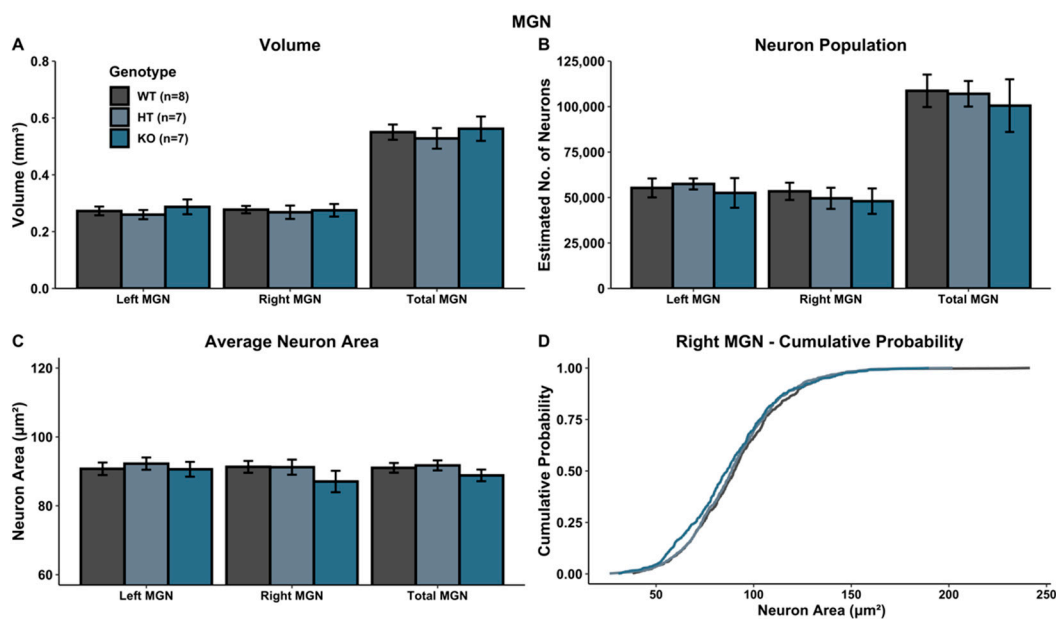 MGN
A
Volume
0.8
0.6
0.4
0.2
0.0
Volume (mm³)
Genotype
WT (n=8)
HT (n=7)
KO (n=7)
Left MGN
Right MGN
Total MGN
B
Neuron Population
125,000
100,000
75,000
50,000
25,000
0
Estimated No. of Neurons
Left MGN
Right MGN
Total MGN
C
Average Neuron Area
120
100
80
60
Neuron Area (µm²)
Left MGN
Right MGN
Total MGN
D
Right MGN - Cumulative Probability
1.00
0.75
0.50
0.25
0.00
Cumulative Probability
50
100
150
200
250
Neuron Area (µm²)